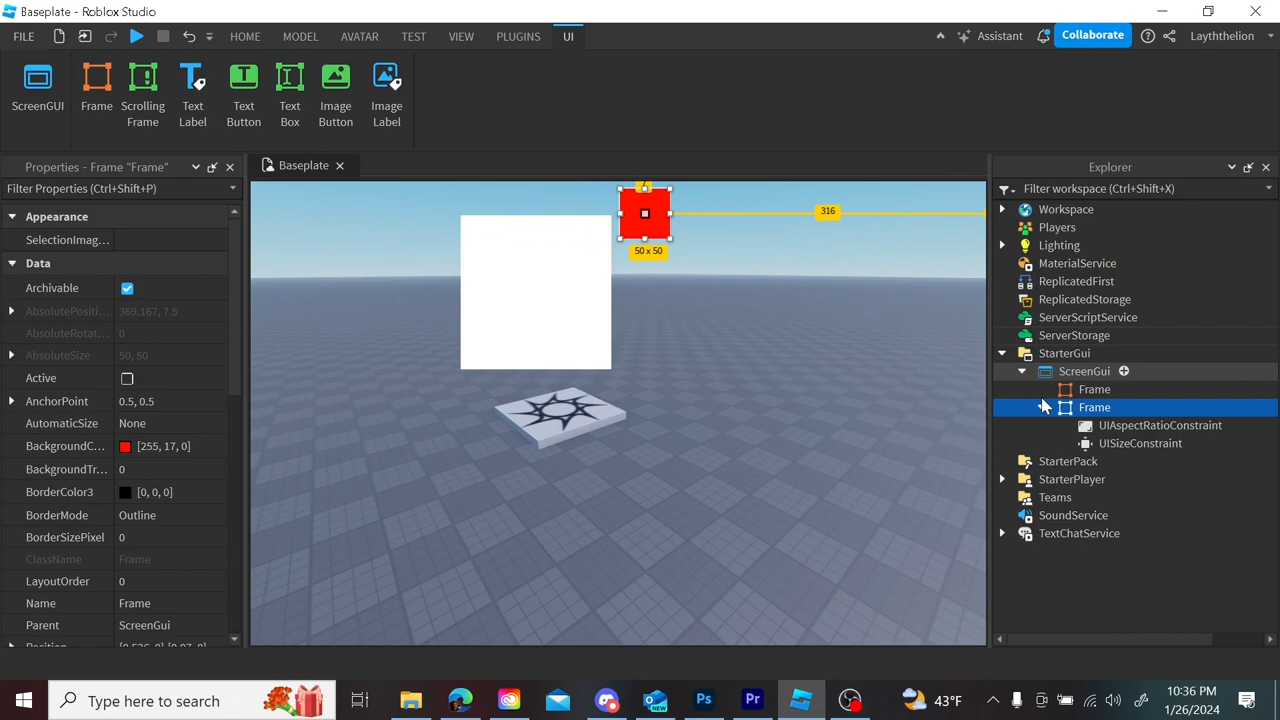 Baseplate - Roblox Studio
FILE HOME MODEL AVATAR TEST VIEW PLUGINS UI Assistant Collaborate Layththelion
ScreenGUI Frame Scrolling Frame Text Label Text Button Text Box Image Button Image Label
Properties - Frame "Frame"
Filter Properties (Ctrl+Shift+P)
Appearance
SelectionImag...
Data
Archivable
AbsolutePositi... 369.167, 7.5
AbsoluteRotat... 0
AbsoluteSize 50, 50
Active
AnchorPoint 0.5, 0.5
AutomaticSize None
BackgroundC... [255, 17, 0]
BackgroundTr... 0
BorderColor3 [0, 0, 0]
BorderMode Outline
BorderSizePixel 0
ClassName Frame
LayoutOrder 0
Name Frame
Parent ScreenGui
Baseplate
7
316
50 x 50
Explorer
Filter workspace (Ctrl+Shift+X)
Workspace
Players
Lighting
MaterialService
ReplicatedFirst
ReplicatedStorage
ServerScriptService
ServerStorage
StarterGui
ScreenGui
Frame
Frame
UIAspectRatioConstraint
UISizeConstraint
StarterPack
StarterPlayer
Teams
SoundService
TextChatService
Type here to search
43°F
10:36 PM
1/26/2024